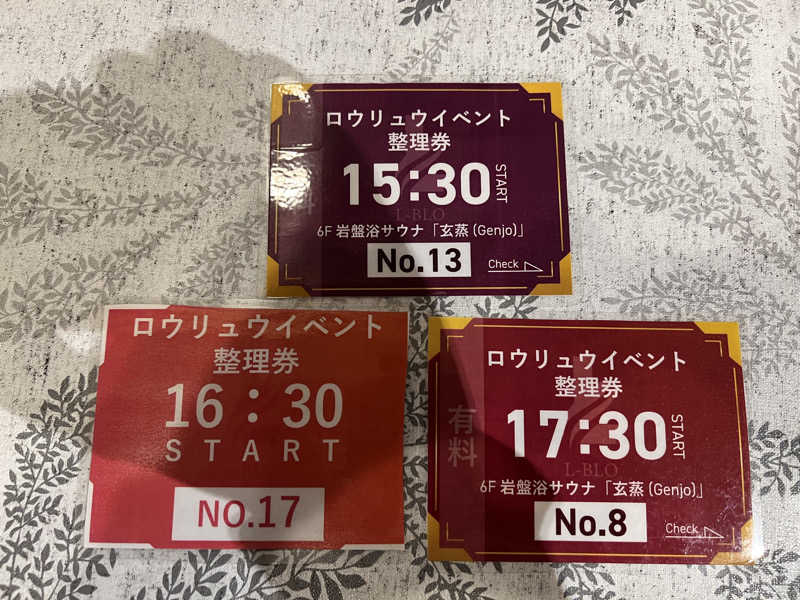 ロウリュウイベント
整理券
15:30
START
料
L-BLO
6F 岩盤浴サウナ「玄蒸 (Genjo)」
No.13
Check
ロウリュウイベント
整理券
16:30
START
NO.17
ロウリュウイベント
整理券
有料
17:30
START
L-BLO
6F 岩盤浴サウナ「玄蒸 (Genjo)」
No.8
Check